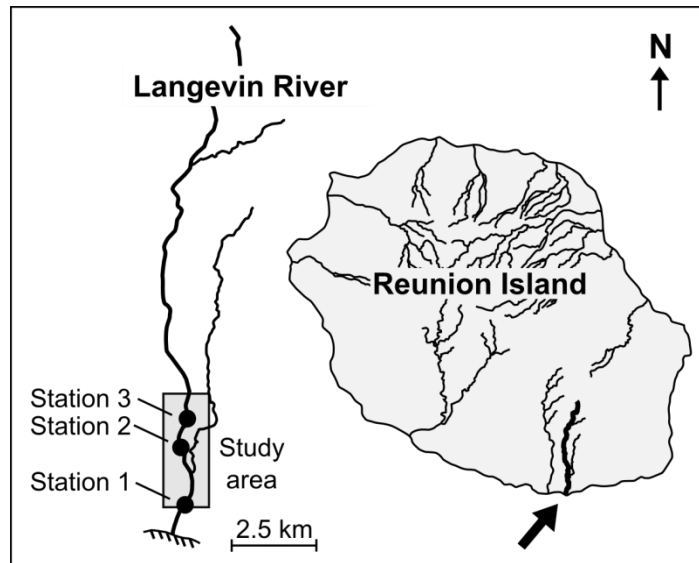 N
Langevin River
Reunion Island
Station 3
Station 2
Station 1
Study
area
2.5 km